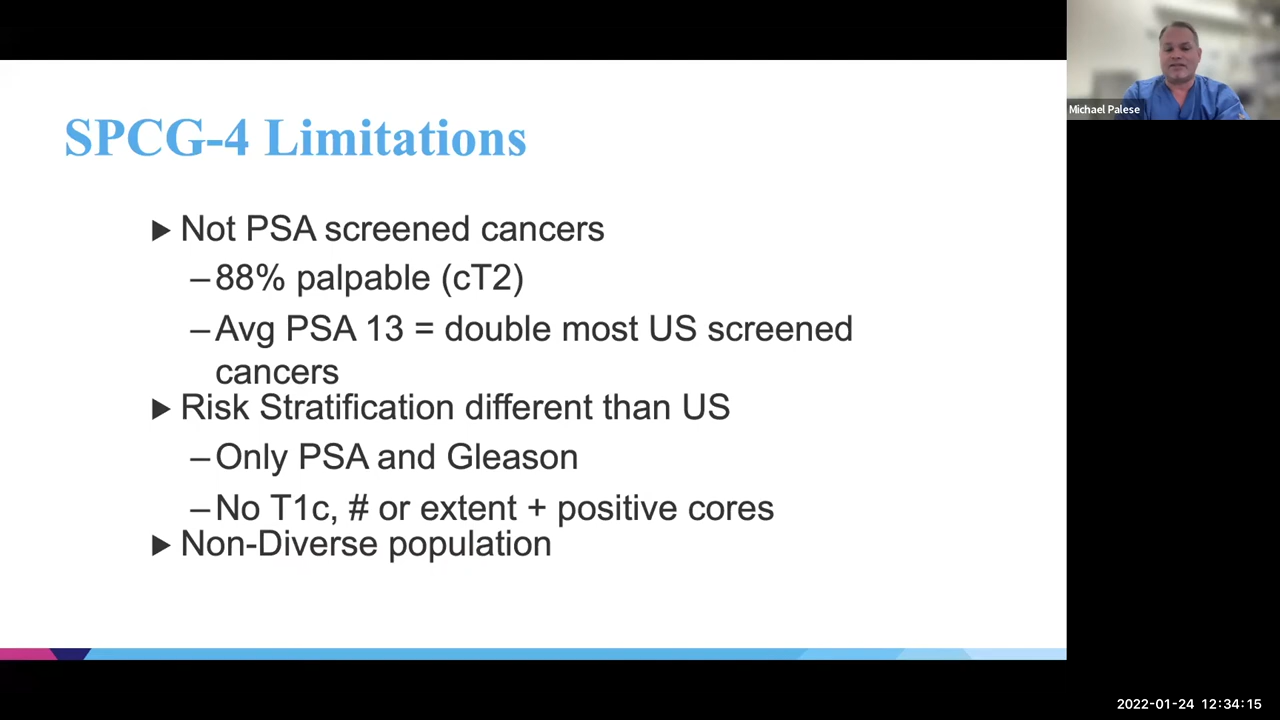 SPCG-4 Limitations
▶ Not PSA screened cancers
–88% palpable (cT2)
–Avg PSA 13 = double most US screened
cancers
▶ Risk Stratification different than US
–Only PSA and Gleason
–No T1c, # or extent + positive cores
▶ Non-Diverse population
Michael Palese
2022-01-24 12:34:15